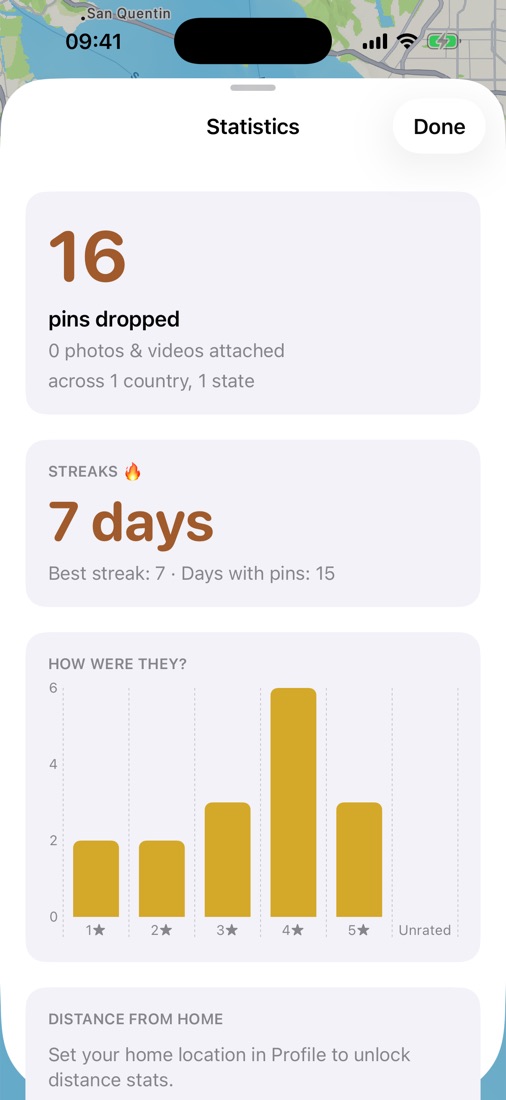 San Quentin
09:41
Statistics
Done
16
pins dropped
0 photos & videos attached
across 1 country, 1 state
STREAKS 🔥
7 days
Best streak: 7 · Days with pins: 15
HOW WERE THEY?
6
4
2
0
1★ 2★ 3★ 4★ 5★ Unrated
DISTANCE FROM HOME
Set your home location in Profile to unlock
distance stats.